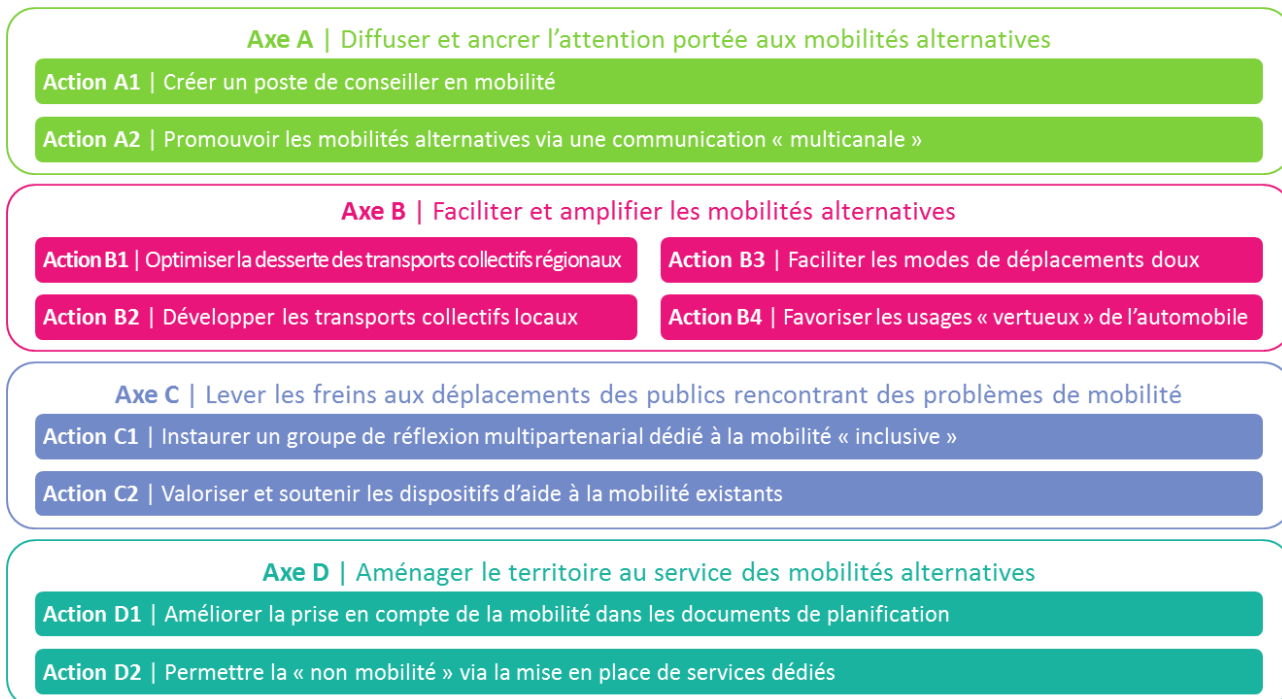 Axe A | Diffuser et ancrer l’attention portée aux mobilités alternatives
Action A1 | Créer un poste de conseiller en mobilité
Action A2 | Promouvoir les mobilités alternatives via une communication « multicanale »
Axe B | Faciliter et amplifier les mobilités alternatives
Action B1 | Optimiser la desserte des transports collectifs régionaux
Action B2 | Développer les transports collectifs locaux
Action B3 | Faciliter les modes de déplacements doux
Action B4 | Favoriser les usages « vertueux » de l’automobile
Axe C | Lever les freins aux déplacements des publics rencontrant des problèmes de mobilité
Action C1 | Instaurer un groupe de réflexion multipartenarial dédié à la mobilité « inclusive »
Action C2 | Valoriser et soutenir les dispositifs d’aide à la mobilité existants
Axe D | Aménager le territoire au service des mobilités alternatives
Action D1 | Améliorer la prise en compte de la mobilité dans les documents de planification
Action D2 | Permettre la « non mobilité » via la mise en place de services dédiés